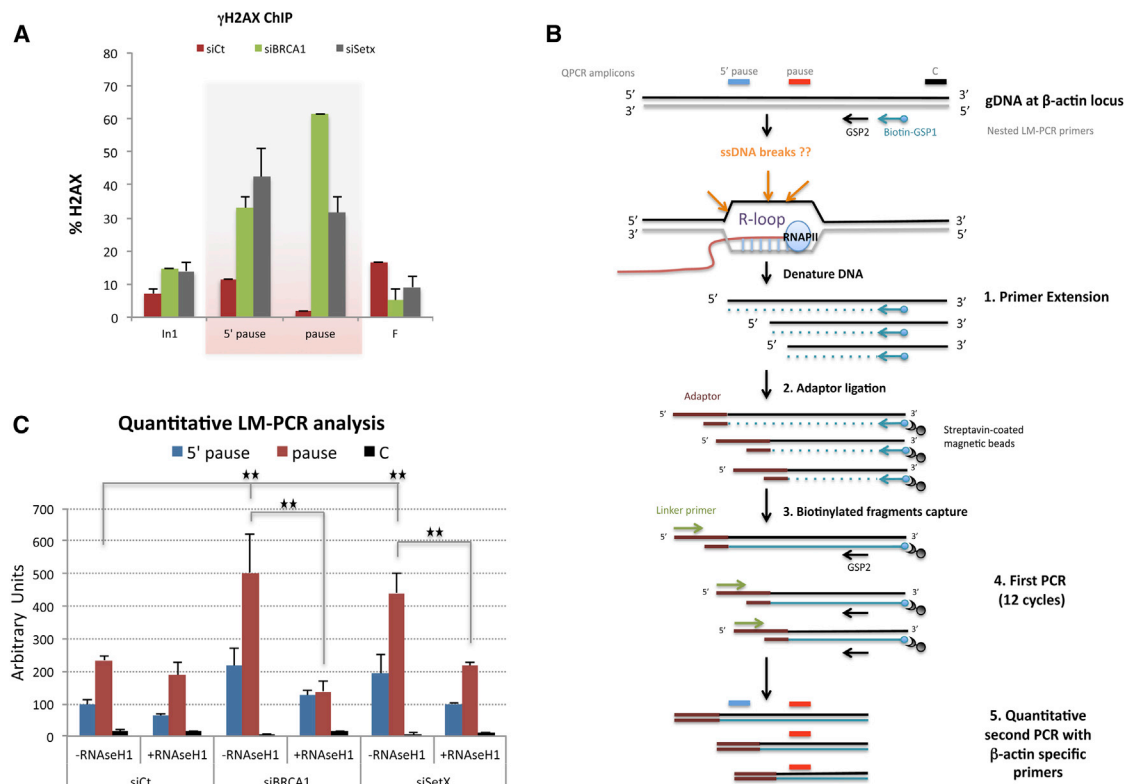 A
γH2AX ChIP
siCt siBRCA1 siSetx
% H2AX
80
70
60
50
40
30
20
10
0
In1 5' pause pause F
B
QPCR amplicons
5' pause pause C
5' 3'
3'
gDNA at β-actin locus
GSP2 Biotin-GSP1
Nested LM-PCR primers
ssDNA breaks ??
R-loop
RNAPII
5' 3'
3' 5'
Denature DNA
1. Primer Extension
5' 3'
5' 3'
5' 3'
2. Adaptor ligation
Adaptor
5' 3'
5' 3'
5' 3'
Streptavin-coated
magnetic beads
3. Biotinylated fragments capture
Linker primer
5' 3'
GSP2
4. First PCR
(12 cycles)
5' 3'
5' 3'
5. Quantitative
second PCR with
β-actin specific
primers
C
Quantitative LM-PCR analysis
5' pause pause C
★★ ★★
★★
★★
Arbitrary Units
700
600
500
400
300
200
100
0
-RNAseH1 +RNAseH1 -RNAseH1 +RNAseH1 -RNAseH1 +RNAseH1
siCt siBRCA1 siSetX